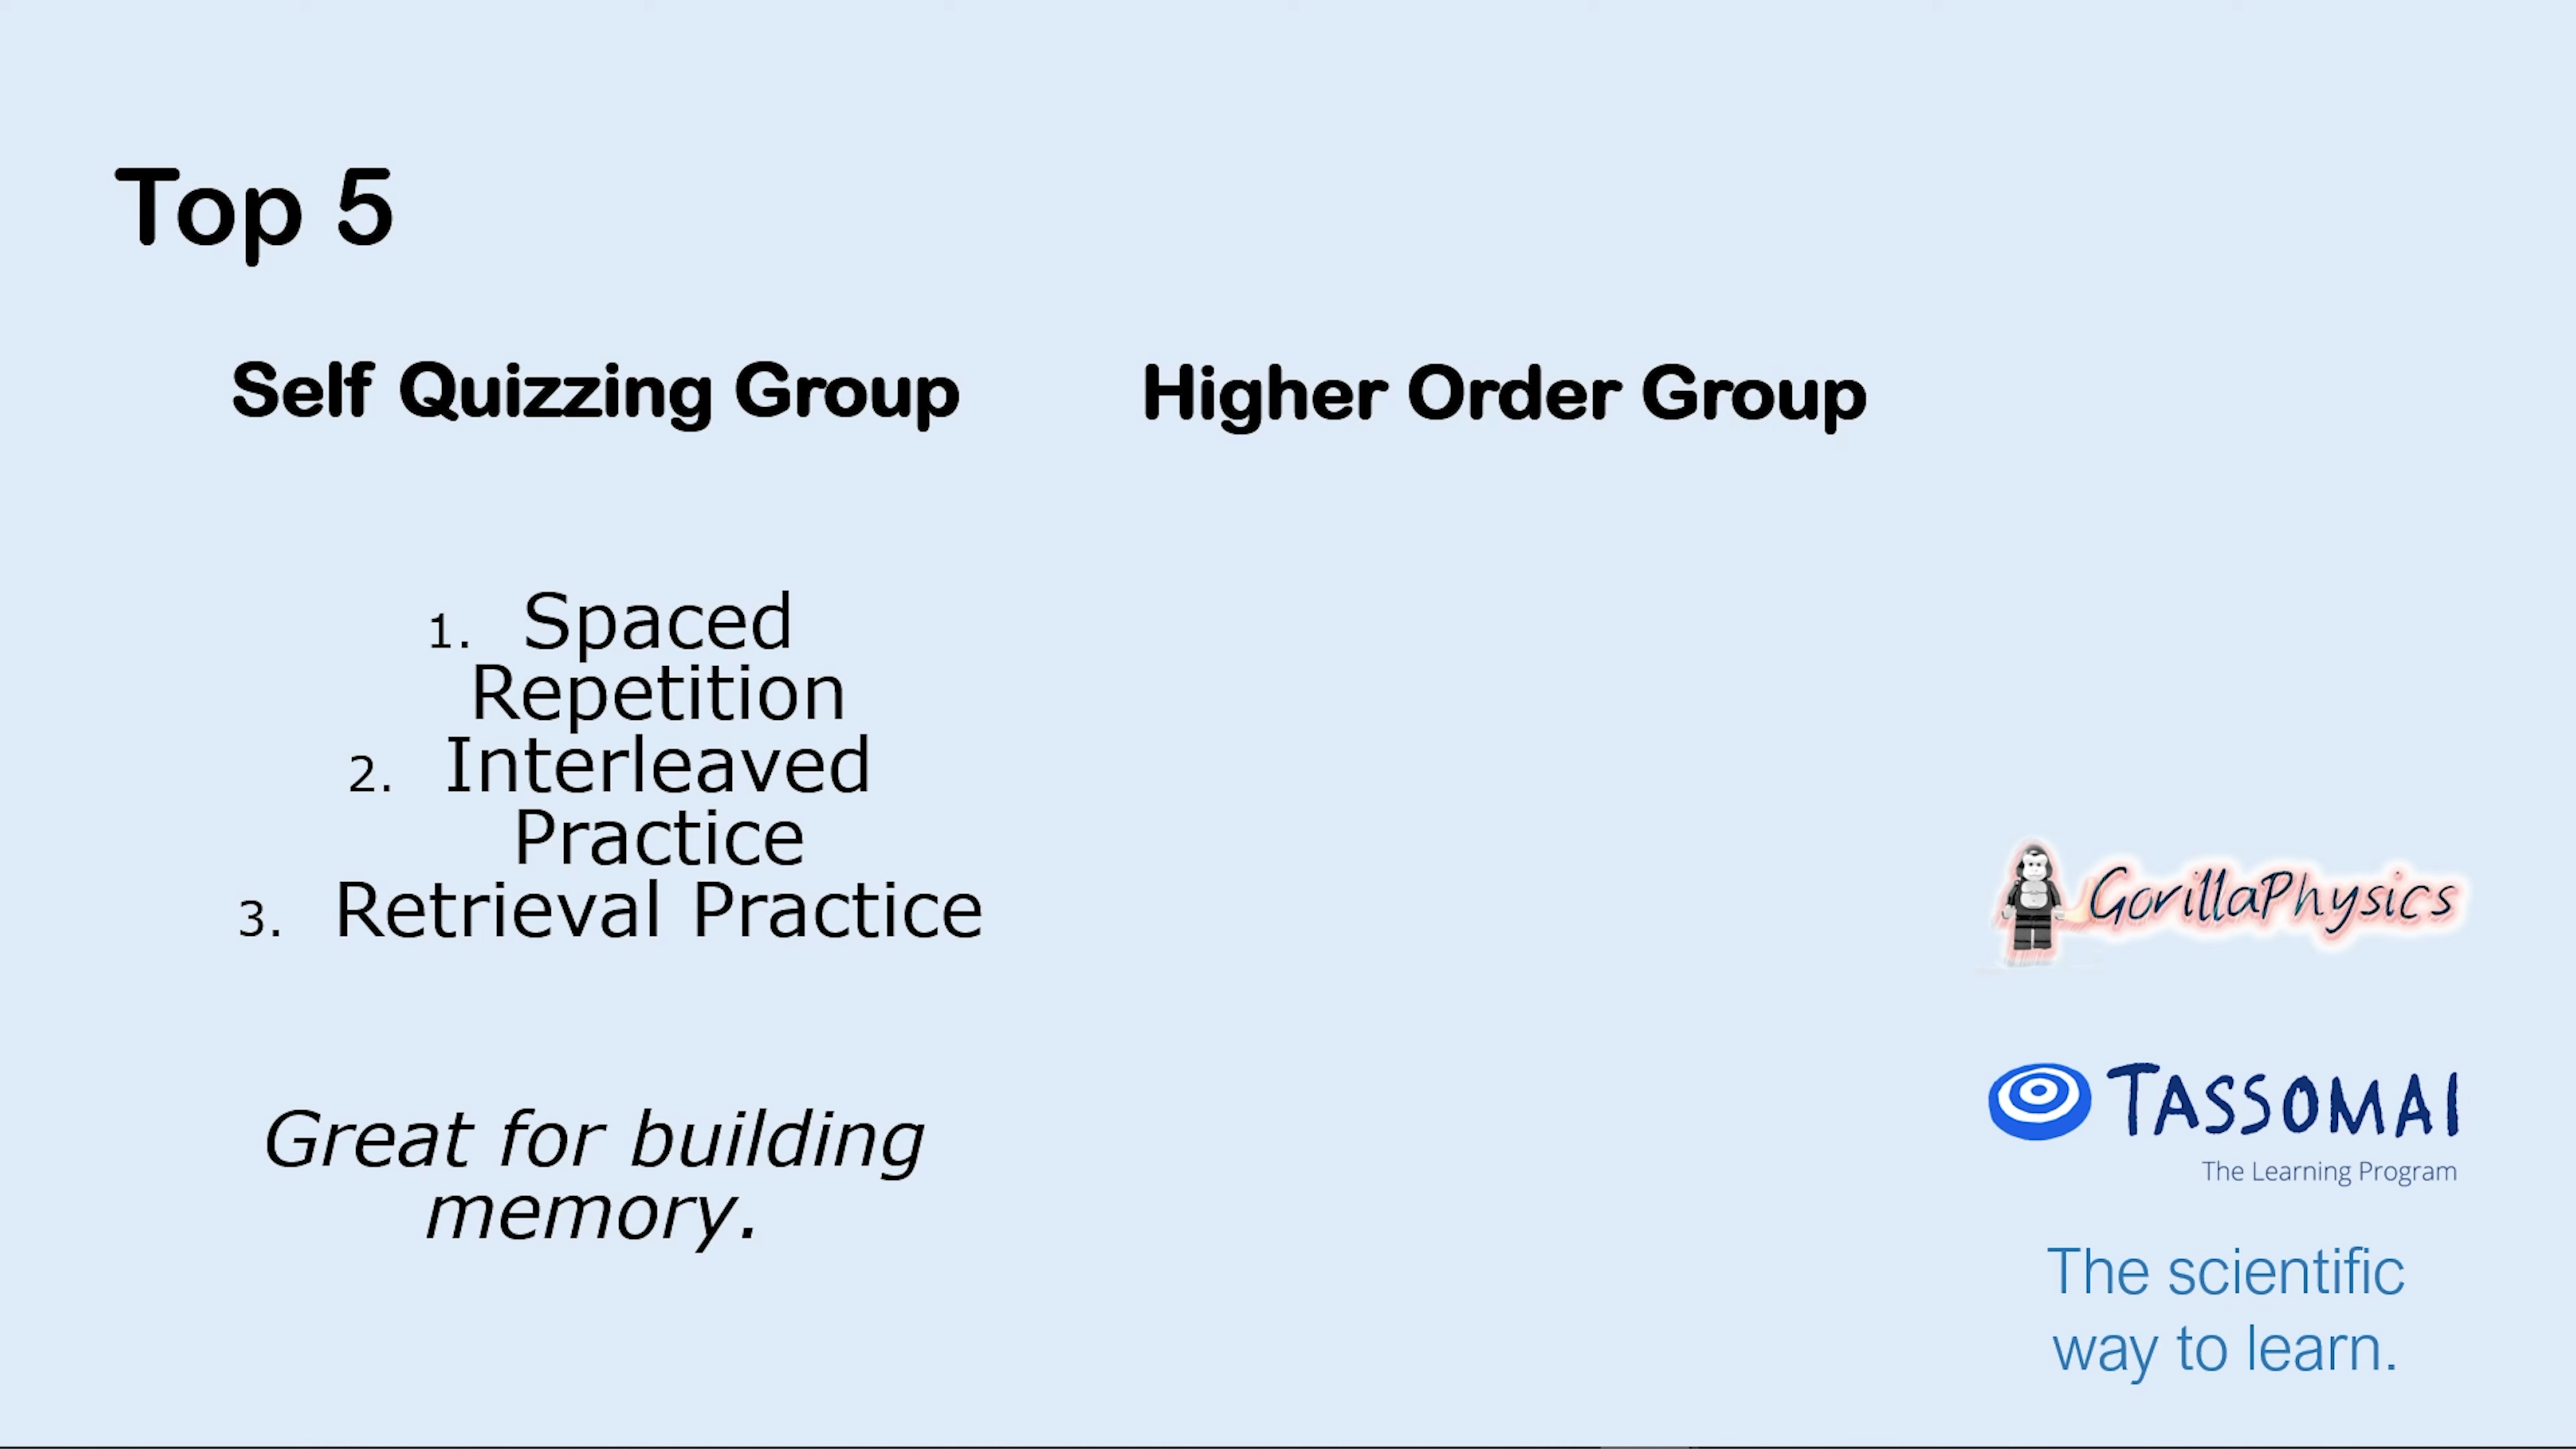 Top 5
Self Quizzing Group
Higher Order Group
1. Spaced
Repetition
2. Interleaved
Practice
3. Retrieval Practice
Great for building
memory.
GorillaPhysics
TASSOMAI
The Learning Program
The scientific
way to learn.